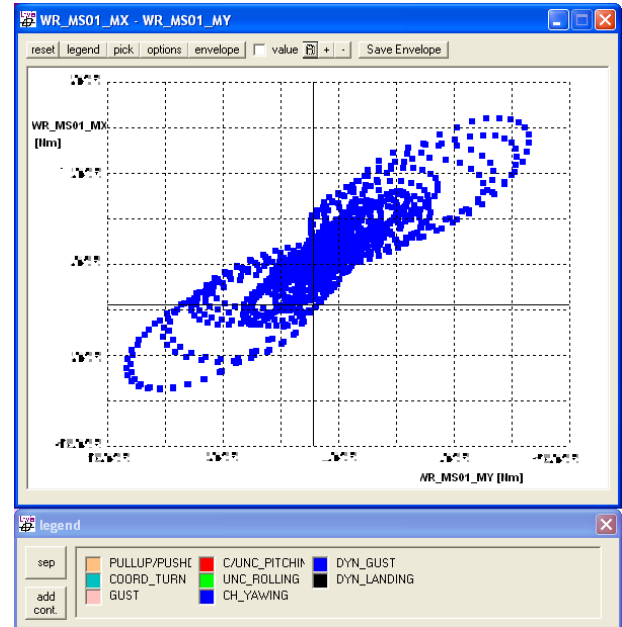 WR_MS01_MX - WR_MS01_MY
reset legend pick options envelope value + - Save Envelope
WR_MS01_MX
[Nm]
WR_MS01_MY [Nm]
legend
sep
add
cont.
PULLUP/PUSH C/UNC_PITCHIN DYN_GUST
COORD_TURN UNC_ROLLING DYN_LANDING
GUST CH_YAWING